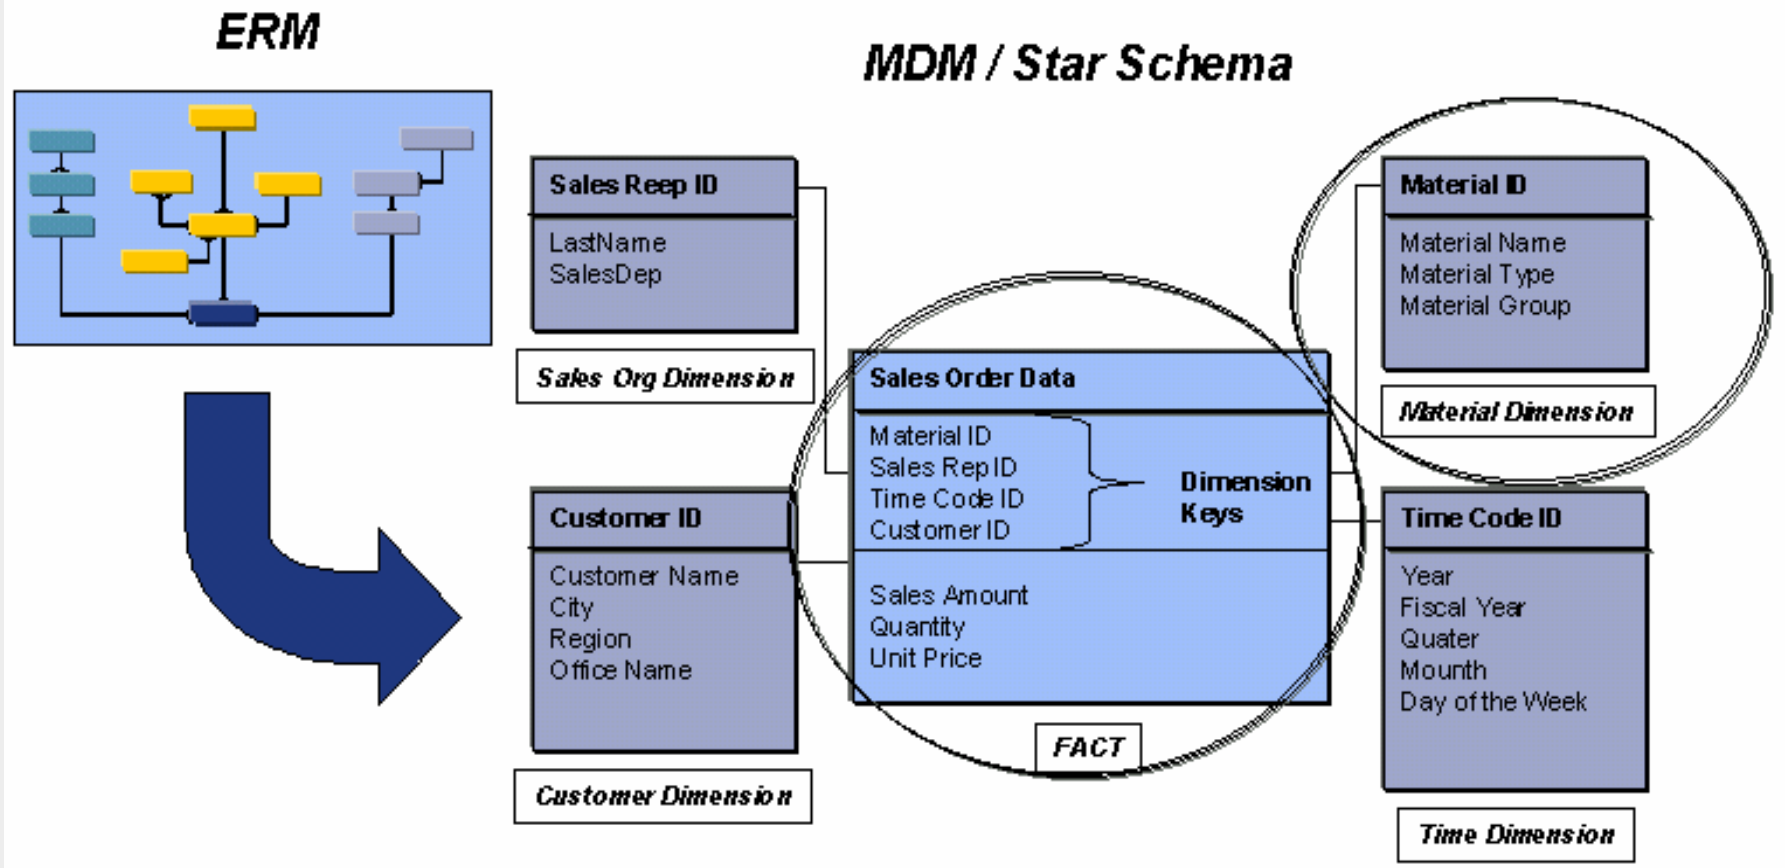 ERM
MDM / Star Schema
Sales Reep ID
LastName
SalesDep
Sales Org Dimension
Customer ID
Customer Name
City
Region
Office Name
Customer Dimension
Sales Order Data
Material ID
Sales Rep ID
Time Code ID
Customer ID
Dimension
Keys
Sales Amount
Quantity
Unit Price
FACT
Material ID
Material Name
Material Type
Material Group
Material Dimension
Time Code ID
Year
Fiscal Year
Quater
Mounth
Day of the Week
Time Dimension